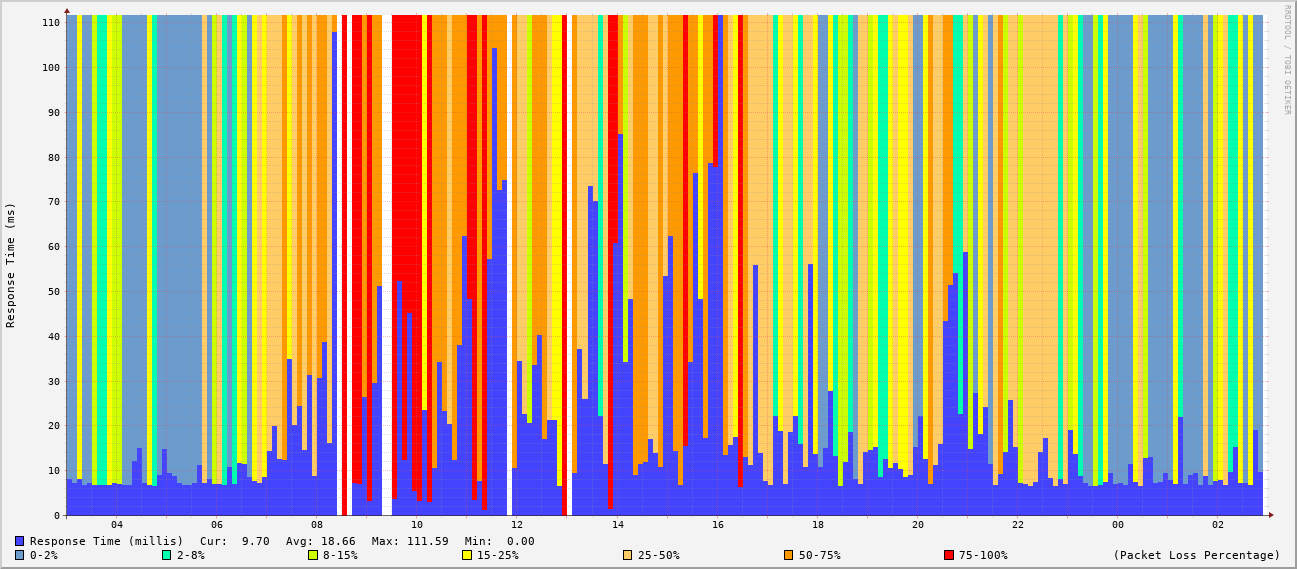 RRDTOOL / TOBI OETIKER
Response Time (ms)
110
100
90
80
70
60
50
40
30
20
10
0
04 06 08 10 12 14 16 18 20 22 00 02
Response Time (millis) Cur: 9.70 Avg: 18.66 Max: 111.59 Min: 0.00
0-2% 2-8% 8-15% 15-25% 25-50% 50-75% 75-100% (Packet Loss Percentage)